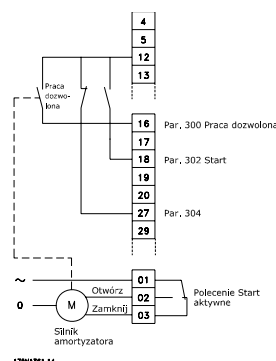 4
5
12
13
Praca
dozwo-
lona
16 Par. 300 Praca dozwolona
17
18 Par. 302 Start
19
20
27 Par. 304
29
~ 01
Otwórz
02
Polecenie Start
aktywne
0 M
Zamknij
03
Silnik
amortyzatora